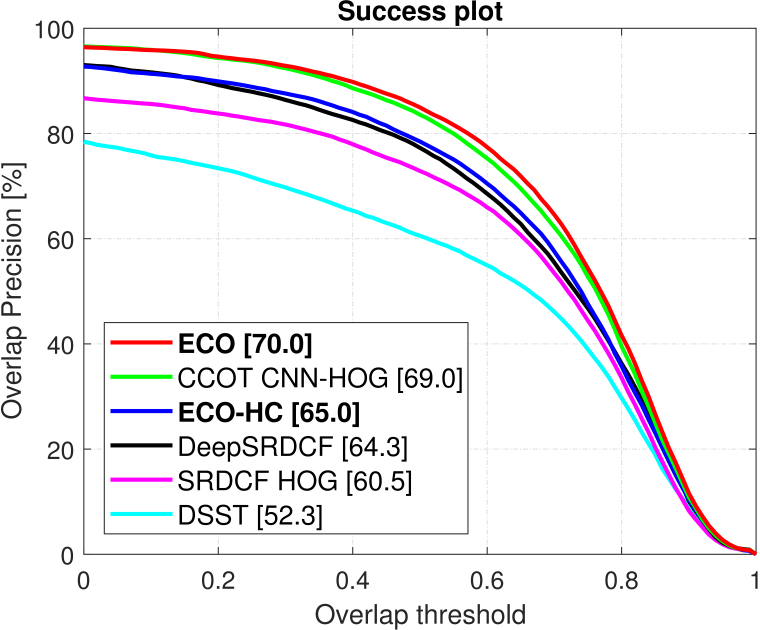 Success plot
Overlap Precision [%]
100
80
60
40
20
0
ECO [70.0]
CCOT CNN-HOG [69.0]
ECO-HC [65.0]
DeepSRDCF [64.3]
SRDCF HOG [60.5]
DSST [52.3]
0 0.2 0.4 0.6 0.8 1
Overlap threshold